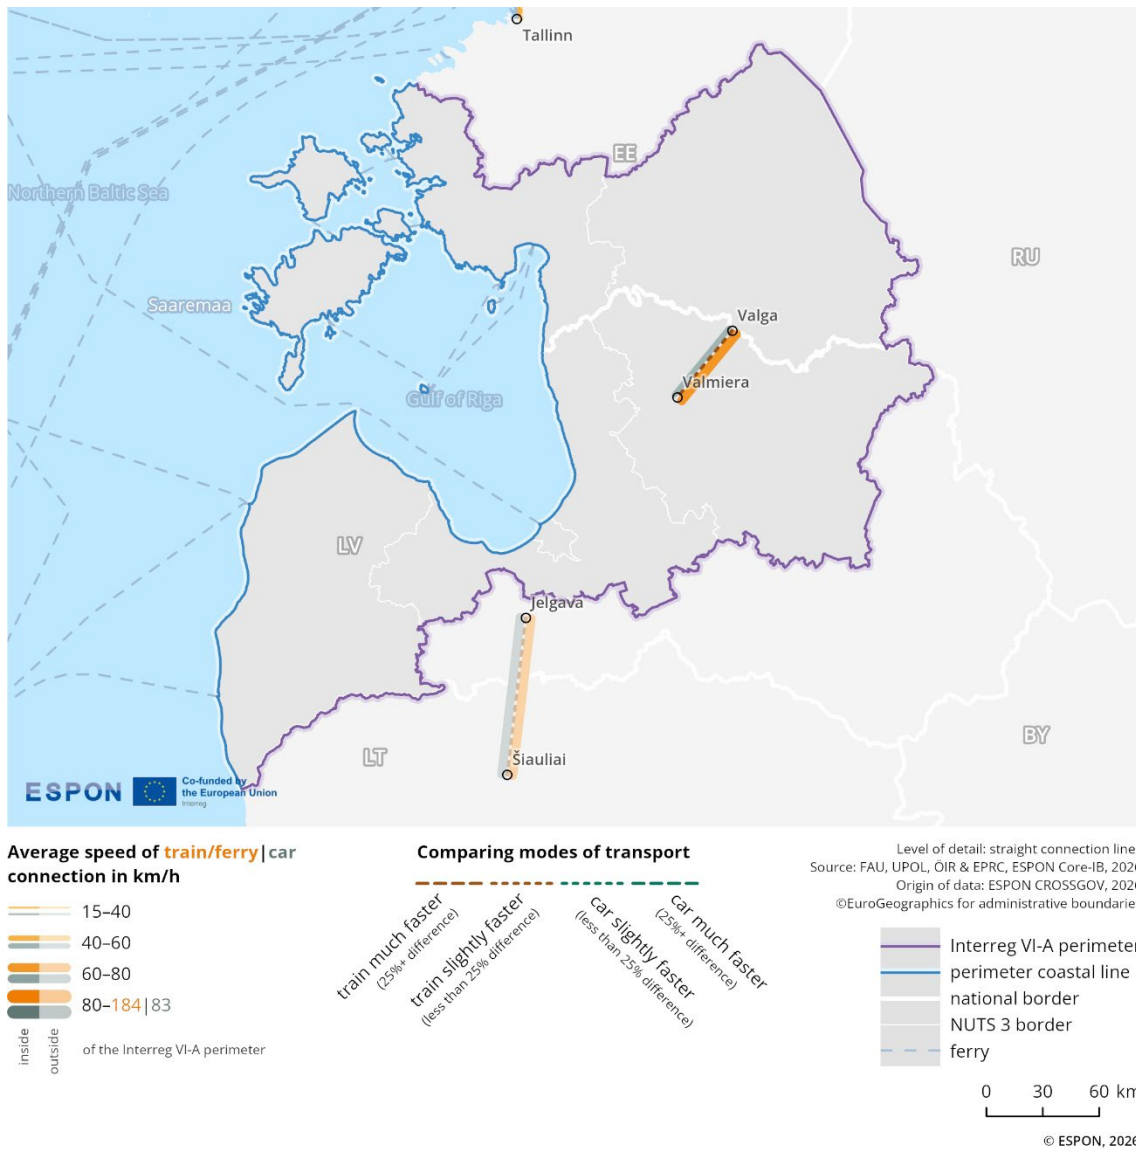 Tallinn
EE
Northern Baltic Sea
RU
Saaremaa
Valga
Valmiera
Gulf of Riga
LV
Jelgava
LT
Šiauliai
BY
ESPON
Co-funded by
the European Union
Interreg
Average speed of train/ferry|car
connection in km/h
15–40
40–60
60–80
80–184|83
inside
outside
of the Interreg VI-A perimeter
Comparing modes of transport
train much faster
(25%+ difference)
train slightly faster
(less than 25% difference)
car slightly faster
(less than 25% difference)
car much faster
(25%+ difference)
Level of detail: straight connection line
Source: FAU, UPOL, ÖIR & EPRC, ESPON Core-IB, 2026
Origin of data: ESPON CROSSGOV, 2026
©EuroGeographics for administrative boundarie
Interreg VI-A perimeter
perimeter coastal line
national border
NUTS 3 border
ferry
0 30 60 km
© ESPON, 2026